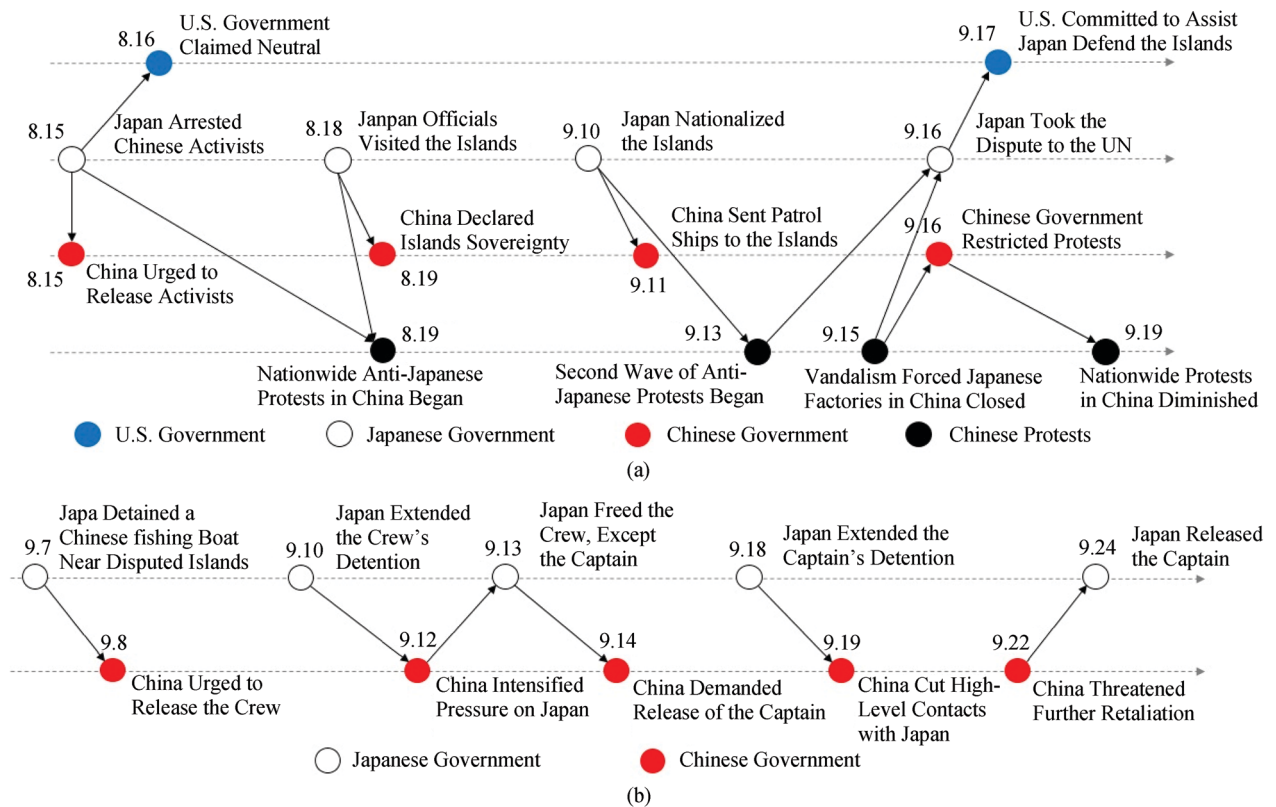 U.S. Government
8.16
Claimed Neutral
U.S. Committed to Assist
9.17
Japan Defend the Islands
8.15
Japan Arrested
Chinese Activists
8.18
Janpan Officials
Visited the Islands
9.10
Japan Nationalized
the Islands
9.16
Japan Took the
Dispute to the UN
8.15
China Urged to
Release Activists
China Declared
Islands Sovereignty
8.19
China Sent Patrol
Ships to the Islands
9.11
9.16
Chinese Government
Restricted Protests
8.19
Nationwide Anti-Japanese
Protests in China Began
9.13
Second Wave of Anti-
Japanese Protests Began
9.15
Vandalism Forced Japanese
Factories in China Closed
9.19
Nationwide Protests
in China Diminished
U.S. Government
Japanese Government
Chinese Government
Chinese Protests
(a)
9.7
Japa Detained a
Chinese fishing Boat
Near Disputed Islands
9.10
Japan Extended
the Crew's
Detention
9.13
Japan Freed the
Crew, Except
the Captain
9.18
Japan Extended the
Captain's Detention
9.24
Japan Released
the Captain
9.8
China Urged to
Release the Crew
9.12
China Intensified
Pressure on Japan
9.14
China Demanded
Release of the Captain
9.19
China Cut High-
Level Contacts
with Japan
9.22
China Threatened
Further Retaliation
Japanese Government
Chinese Government
(b)